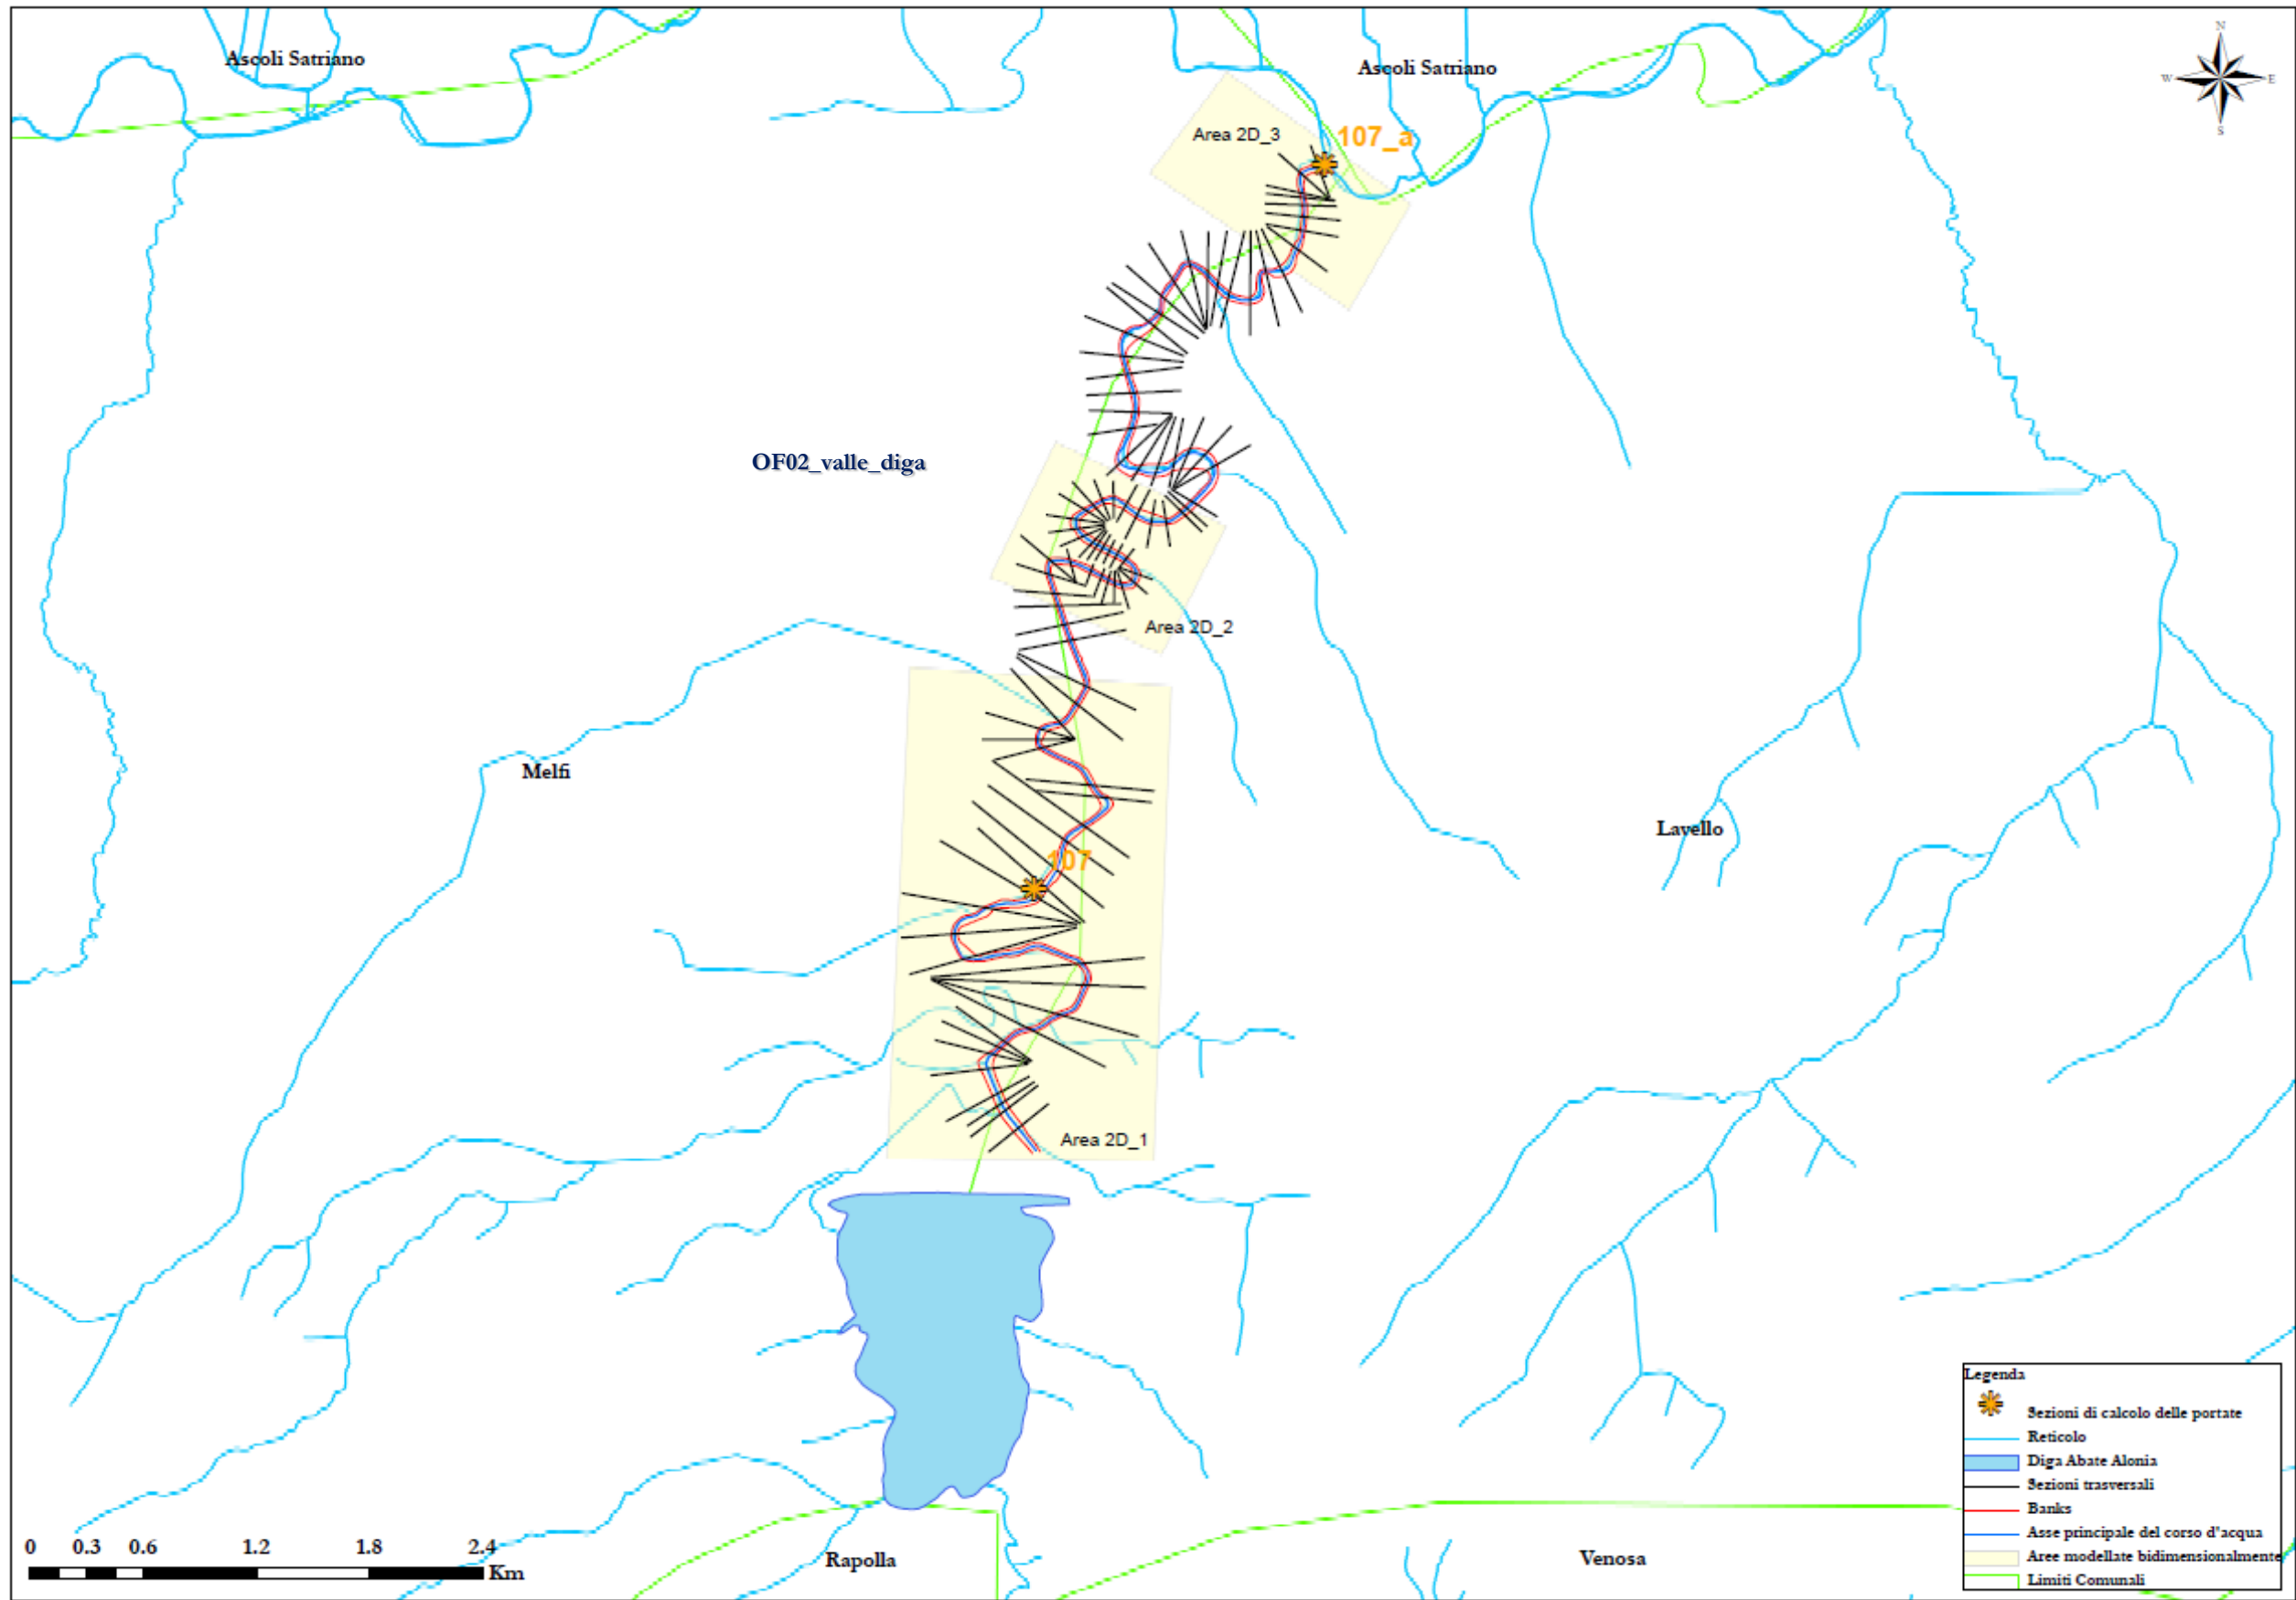 N
W
E
S
Ascoli Satriano
Ascoli Satriano
Area 2D_3
107_a
OF02_valle_diga
Area 2D_2
Melfi
Lavello
107
Area 2D_1
Rapolla
Venosa
0 0.3 0.6 1.2 1.8 2.4
Km
Legenda
Sezioni di calcolo delle portate
Reticolo
Diga Abate Alonia
Sezioni trasversali
Banks
Asse principale del corso d'acqua
Aree modellate bidimensionalmente
Limiti Comunali